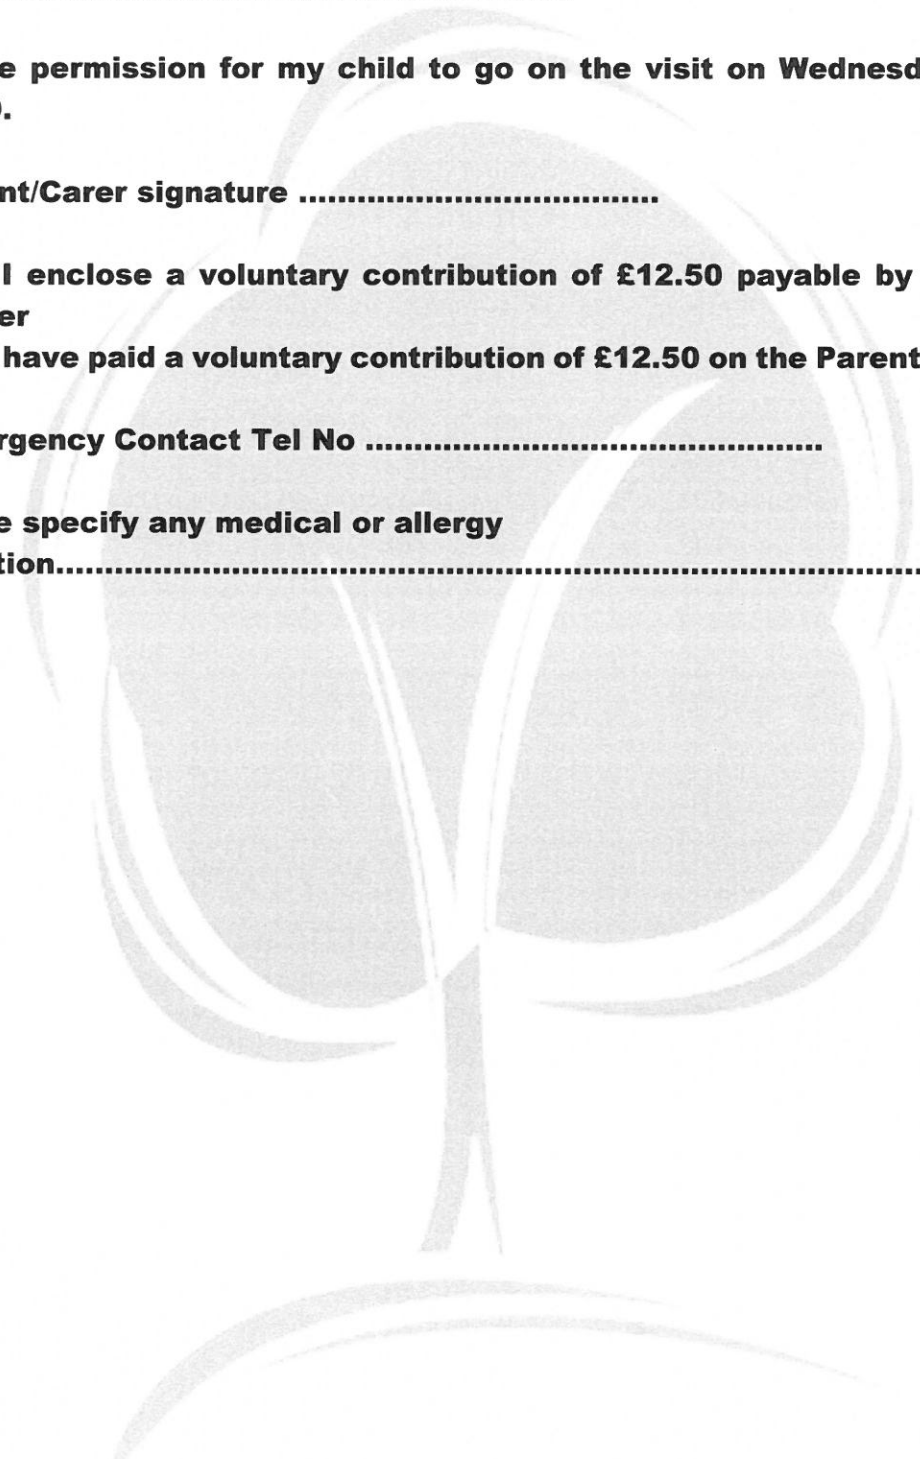 e permission for my child to go on the visit on Wednesd
.
nt/Carer signature ....................................
I enclose a voluntary contribution of £12.50 payable by
er
have paid a voluntary contribution of £12.50 on the Parent
rgency Contact Tel No ..............................................
e specify any medical or allergy
tion.......................................................................................